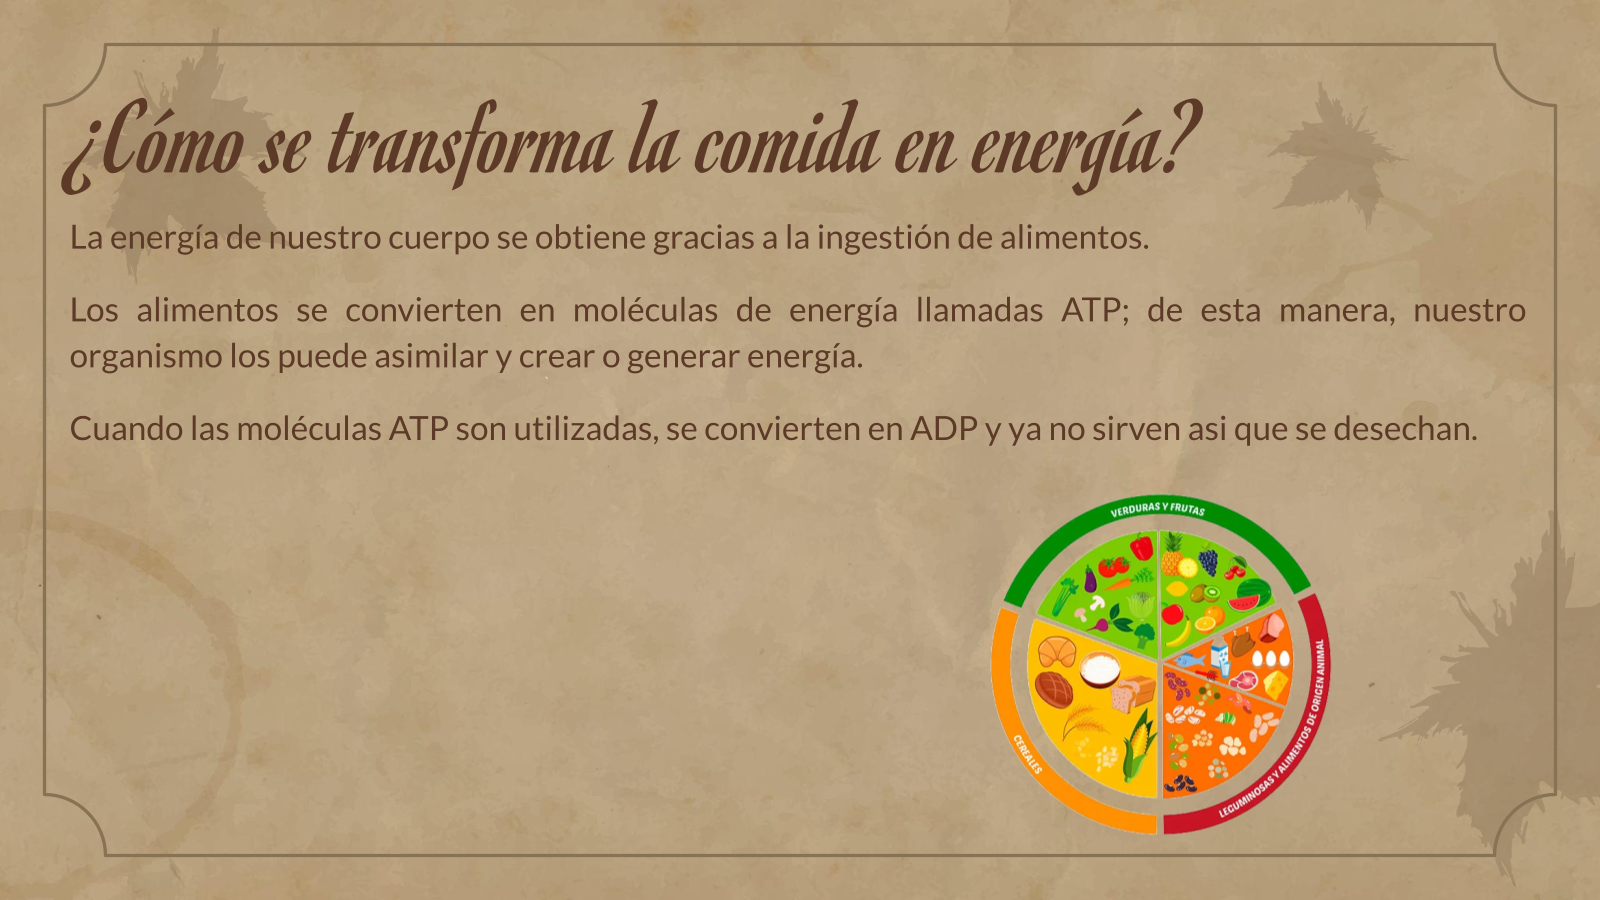 ¿Cómo se transforma la comida en energía?
La energía de nuestro cuerpo se obtiene gracias a la ingestión de alimentos.
Los alimentos se convierten en moléculas de energía llamadas ATP; de esta manera, nuestro
organismo los puede asimilar y crear o generar energía.
Cuando las moléculas ATP son utilizadas, se convierten en ADP y ya no sirven asi que se desechan.
VERDURAS Y FRUTAS
CEREALES
LEGUMINOSAS Y ALIMENTOS DE ORIGEN ANIMAL